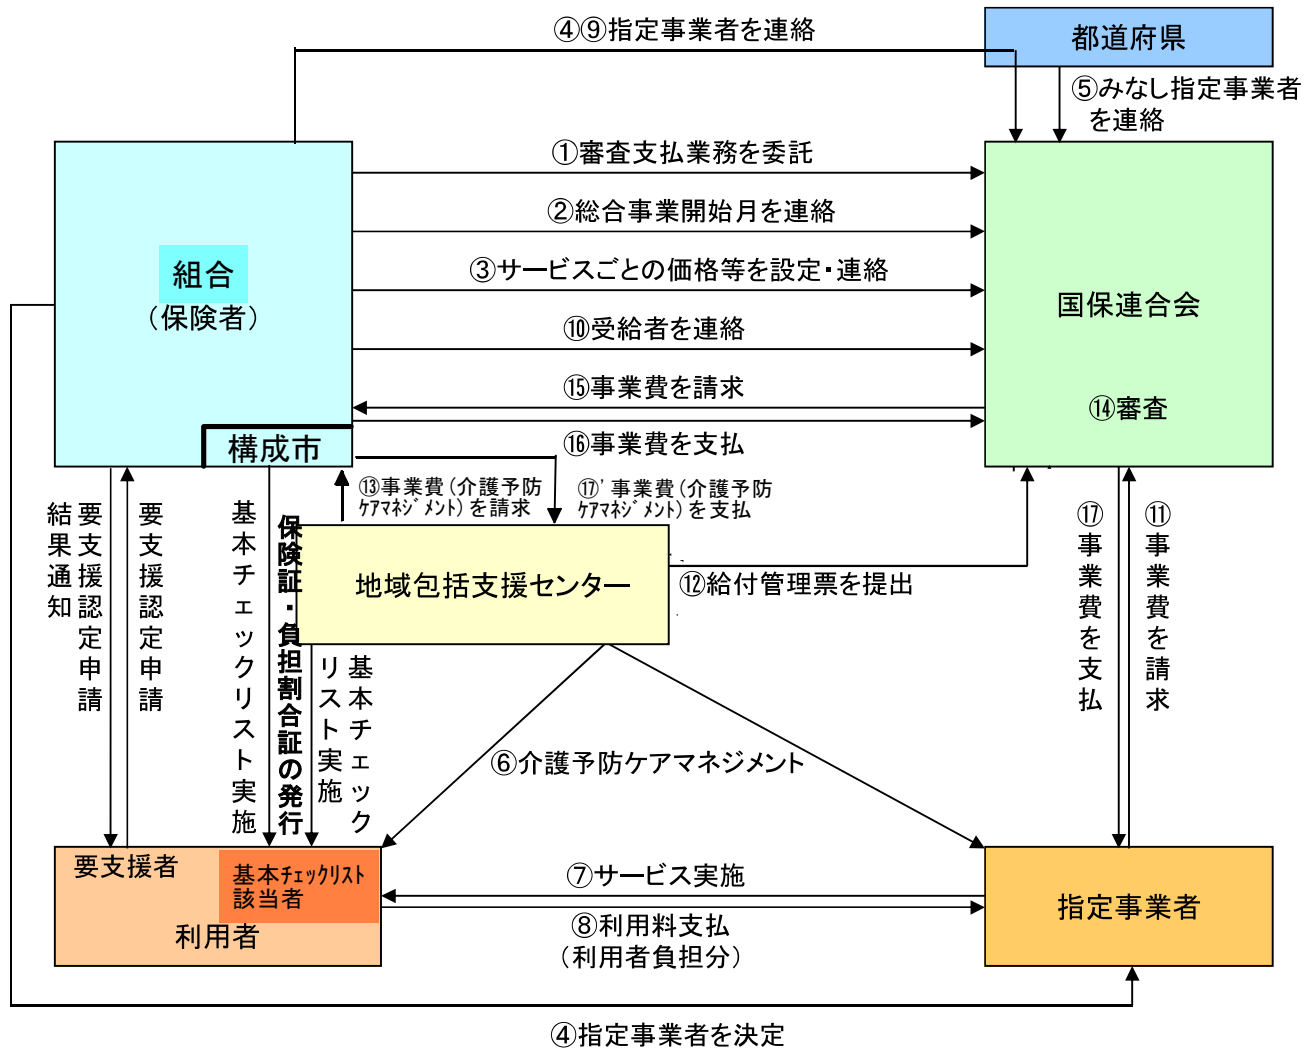 ④⑨指定事業者を連絡
都道府県
⑤みなし指定事業者
を連絡
①審査支払業務を委託
②総合事業開始月を連絡
③サービスごとの価格等を設定・連絡
組合
（保険者）
国保連合会
⑩受給者を連絡
⑮事業費を請求
⑭審査
⑯事業費を支払
構成市
⑬事業費（介護予防
ｹｱﾏﾈｼﾞﾒﾝﾄ）を請求
⑰’事業費（介護予防
ｹｱﾏﾈｼﾞﾒﾝﾄ）を支払
要支援認定申請
結果通知
要支援認定申請
基本チェックリスト実施
保険証・負担割合証の発行
地域包括支援センター
⑫給付管理票を提出
⑰事業費を支払
⑪事業費を請求
基本チェック
リスト実施
⑥介護予防ケアマネジメント
要支援者
基本ﾁｪｯｸﾘｽﾄ
該当者
利用者
⑦サービス実施
⑧利用料支払
（利用者負担分）
指定事業者
④指定事業者を決定